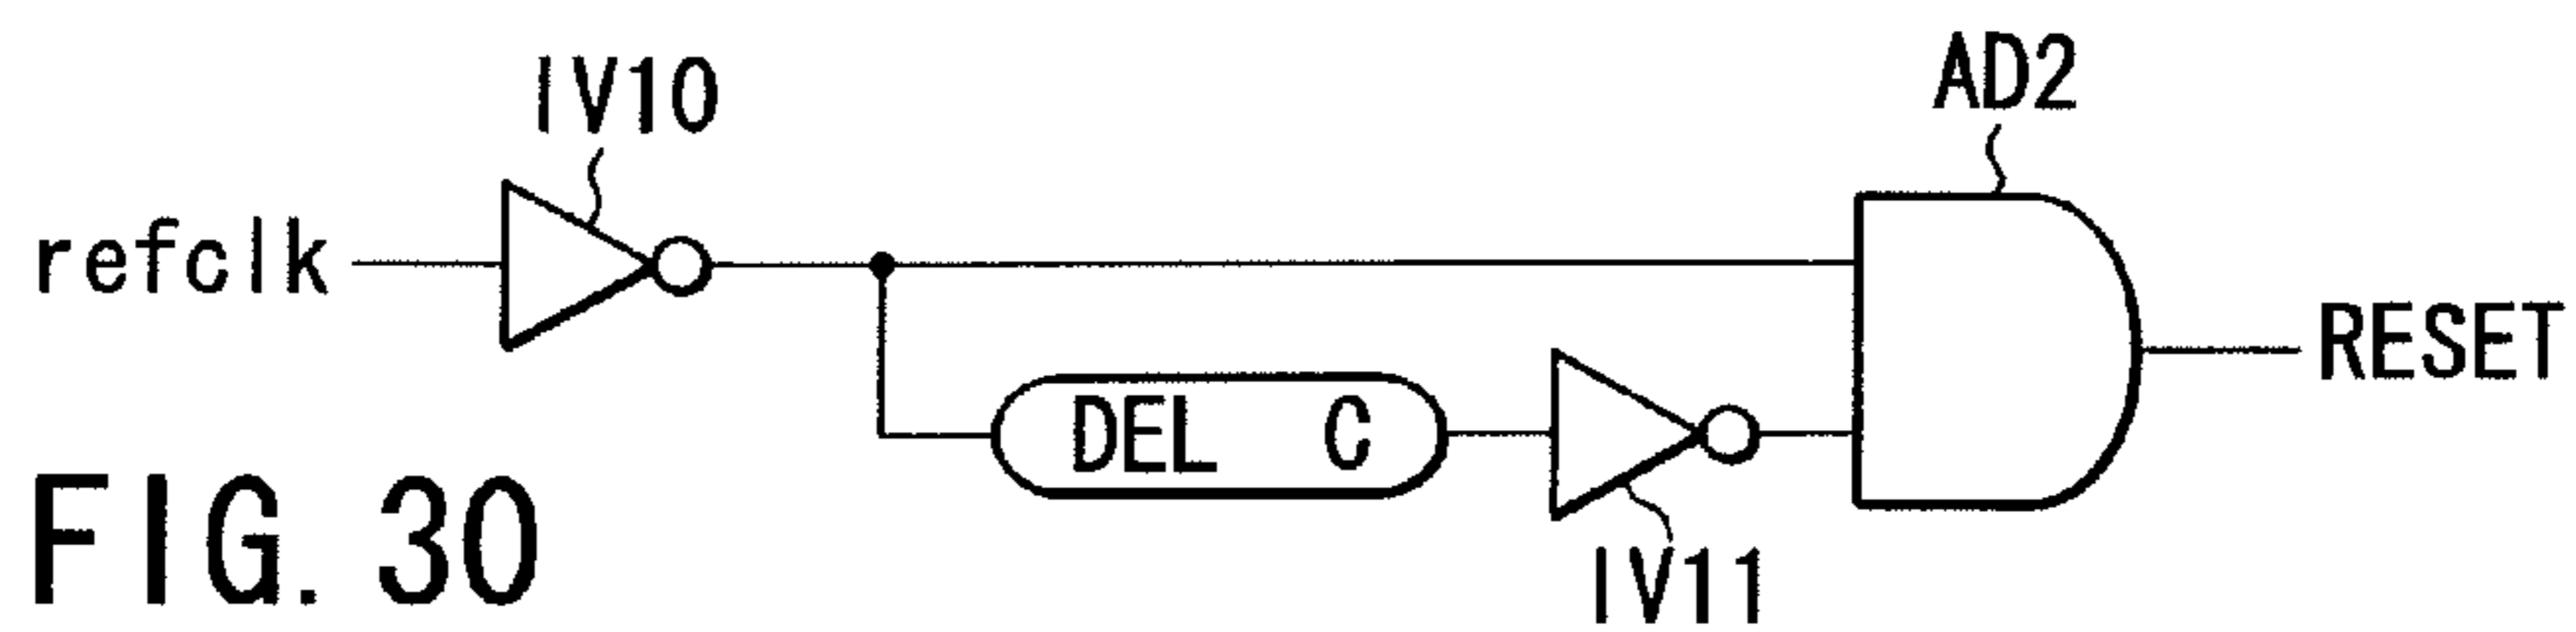 IV10
AD2
refclk
RESET
DEL C
IV11
FIG. 30